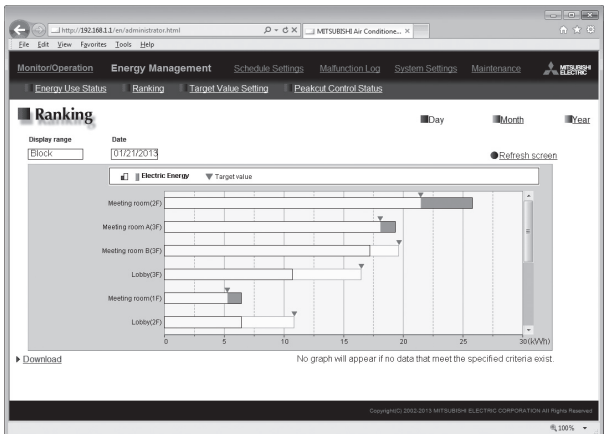 http://192.168.1.1/en/administrator.html
MITSUBISHI Air Conditione...
File Edit View Favorites Tools Help
Monitor/Operation Energy Management Schedule Settings Malfunction Log System Settings Maintenance MITSUBISHI ELECTRIC
Energy Use Status Ranking Target Value Setting Peakcut Control Status
Ranking
Day Month Year
Display range Date
Block 01/21/2013
Refresh screen
Electric Energy Target value
Meeting room(2F)
Meeting room A(3F)
Meeting room B(3F)
Lobby(3F)
Meeting room(1F)
Lobby(2F)
0 5 10 15 20 25 30(kWh)
Download
No graph will appear if no data that meet the specified criteria exist.
Copyright(C) 2002-2013 MITSUBISHI ELECTRIC CORPORATION All Rights Reserved
100%